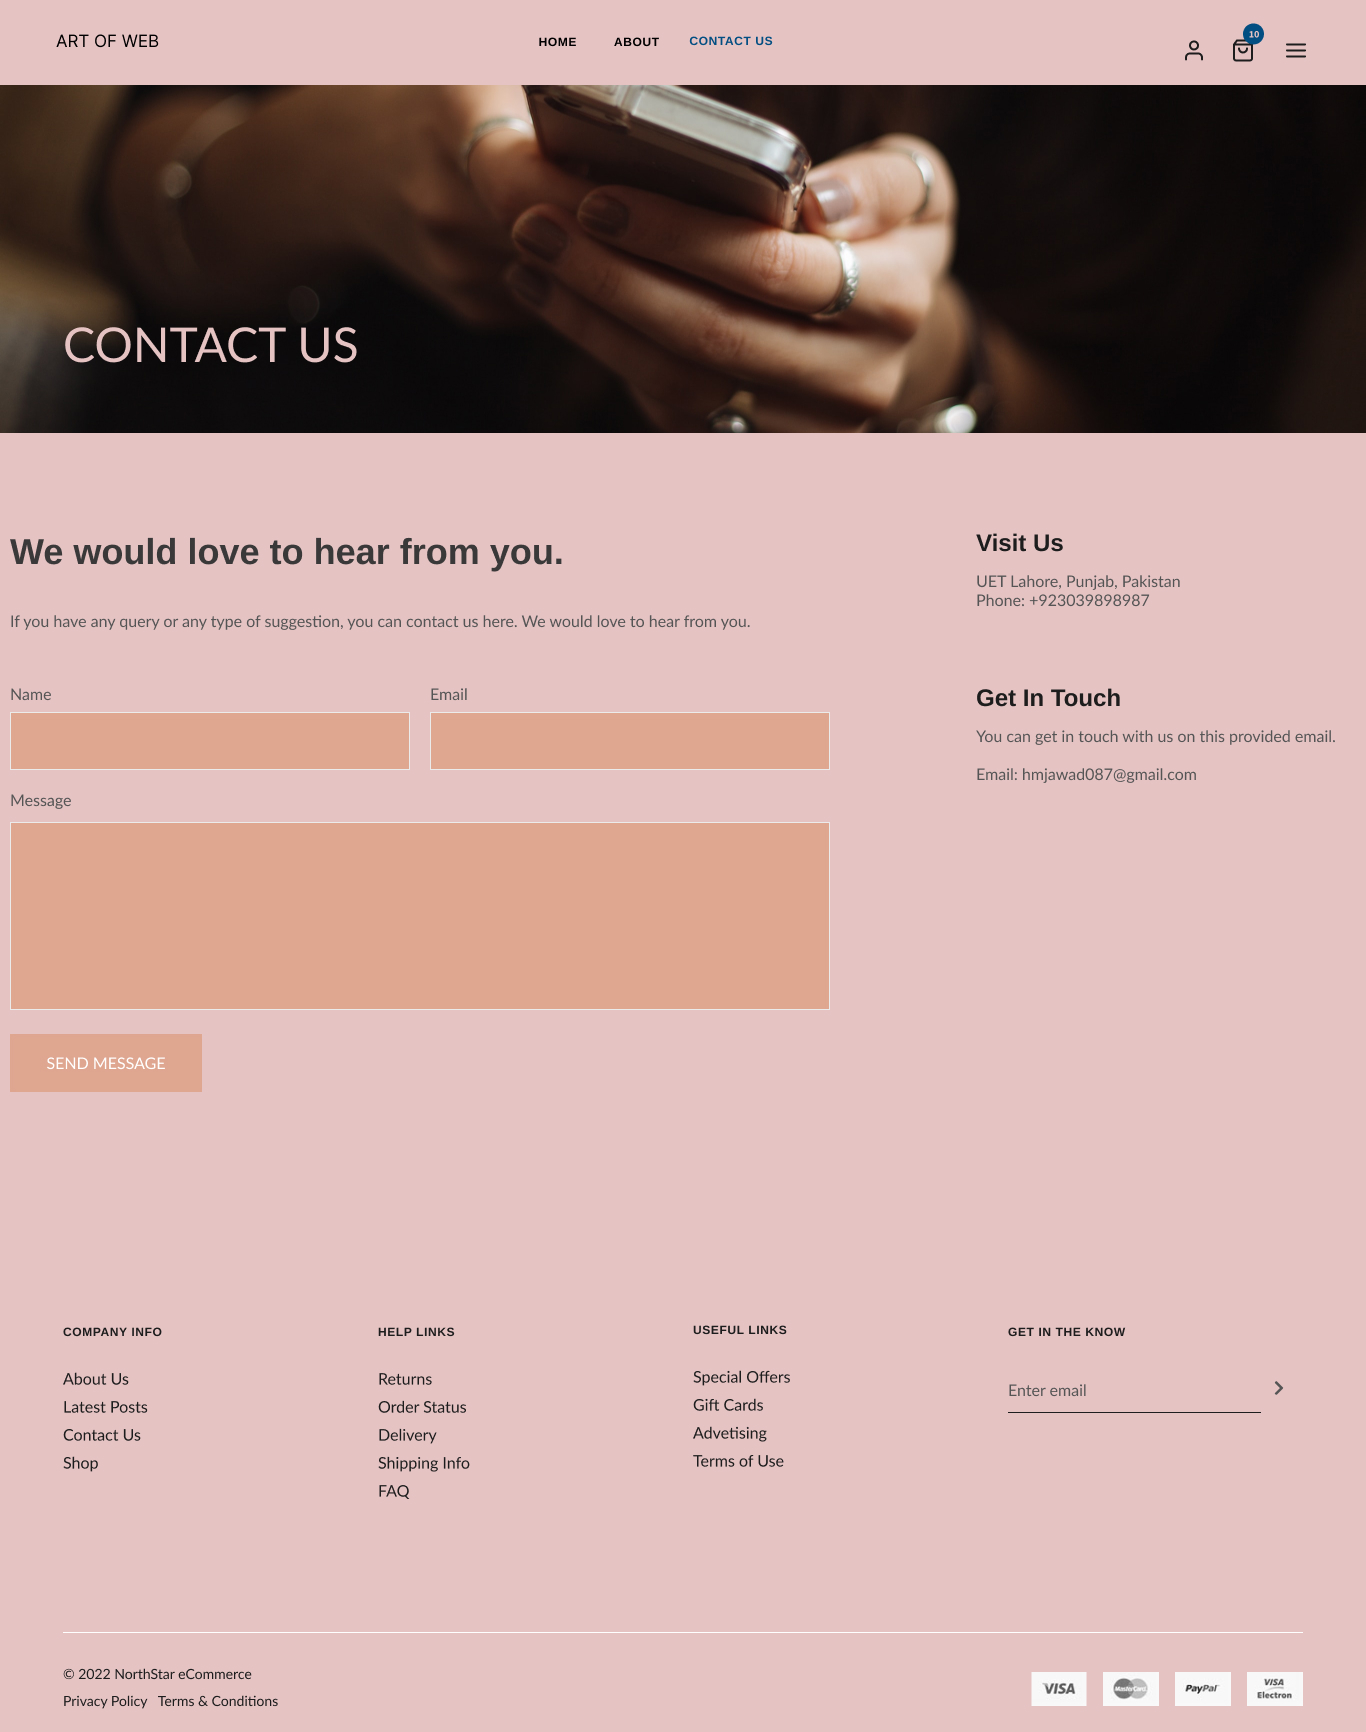 ART OF WEB
HOME ABOUT CONTACT US
10
CONTACT US
We would love to hear from you.
If you have any query or any type of suggestion, you can contact us here. We would love to hear from you.
Name Email
Message
SEND MESSAGE
Visit Us
UET Lahore, Punjab, Pakistan
Phone: +923039898987
Get In Touch
You can get in touch with us on this provided email.
Email: hmjawad087@gmail.com
COMPANY INFO
About Us
Latest Posts
Contact Us
Shop
HELP LINKS
Returns
Order Status
Delivery
Shipping Info
FAQ
USEFUL LINKS
Special Offers
Gift Cards
Advetising
Terms of Use
GET IN THE KNOW
Enter email
© 2022 NorthStar eCommerce
Privacy Policy Terms & Conditions
VISA
MasterCard
PayPal
VISA
Electron